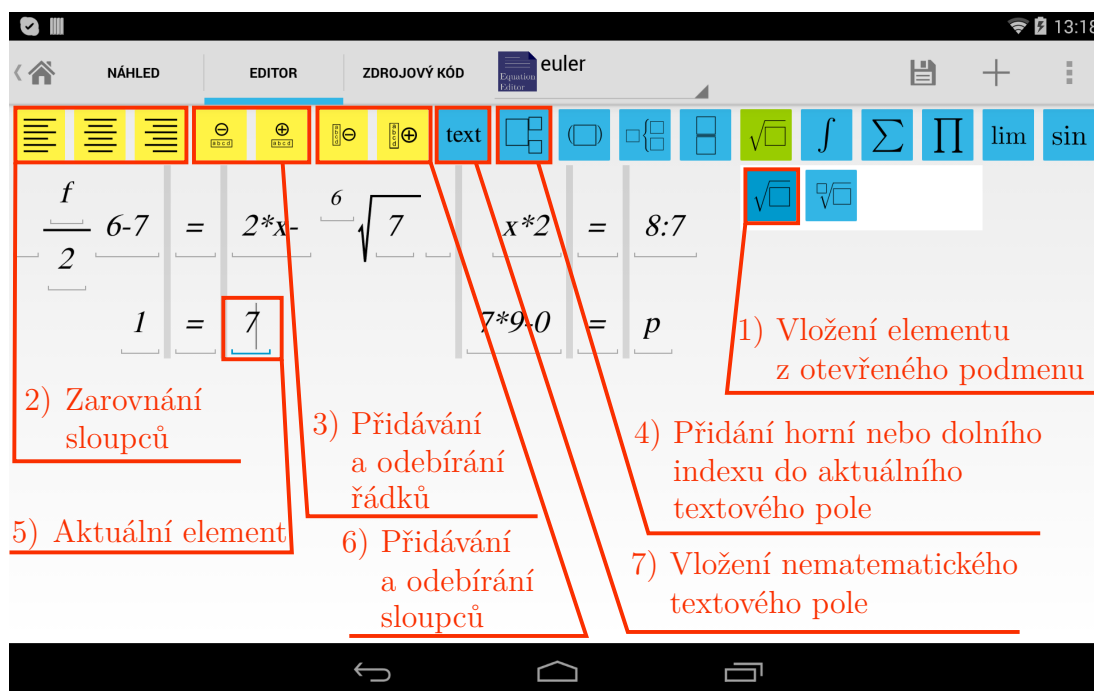 13:18
NÁHLED EDITOR ZDROJOVÝ KÓD Equation Editor euler
a b c d a b c d a b c d a b c d text √ ∫ ∑ ∏ lim sin
f
6-7 = 2*x- 6 √ 7 x*2 = 8:7
2
1 = 7 7*9-0 = p
1) Vložení elementu
z otevřeného podmenu
2) Zarovnání
sloupců
3) Přidávání
a odebírání
řádků
4) Přidání horní nebo dolního
indexu do aktuálního
textového pole
5) Aktuální element
6) Přidávání
a odebírání
sloupců
7) Vložení nematematického
textového pole